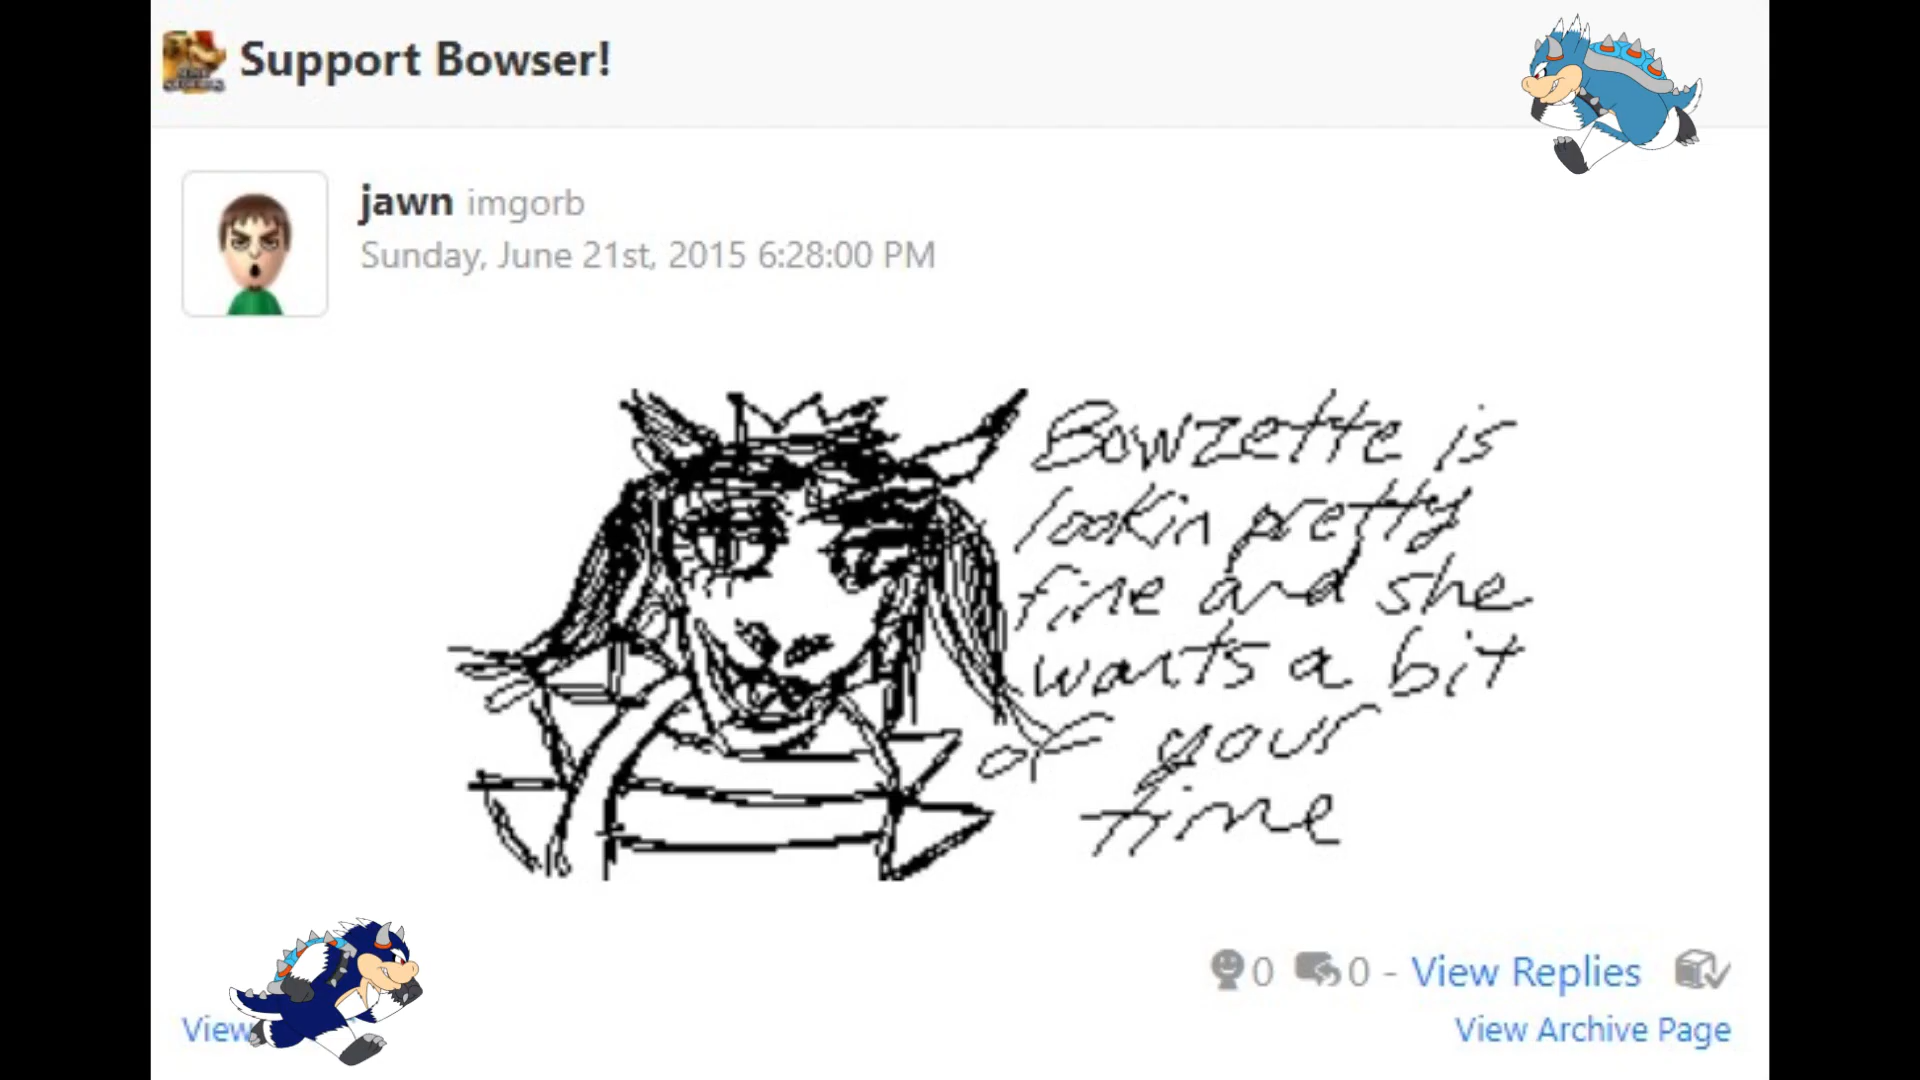 Support Bowser!
jawn imgorb
Sunday, June 21st, 2015 6:28:00 PM
Bowzette is
lookin pretty
fine and she
wants a bit
of your
time
0 0 - View Replies
View
View Archive Page